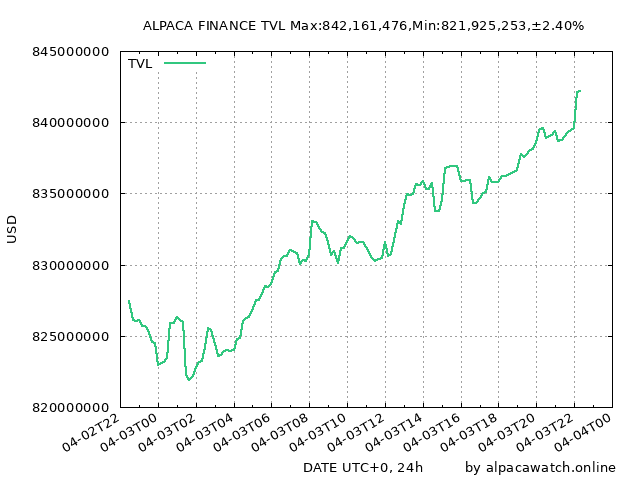 ALPACA FINANCE TVL Max:842,161,476,Min:821,925,253,±2.40%
845000000
TVL
840000000
835000000
USD
830000000
825000000
820000000
04-02T22
04-03T00
04-03T02
04-03T04
04-03T06
04-03T08
04-03T10
04-03T12
04-03T14
04-03T16
04-03T18
04-03T20
04-03T22
04-04T00
DATE UTC+0, 24h
by alpacawatch.online